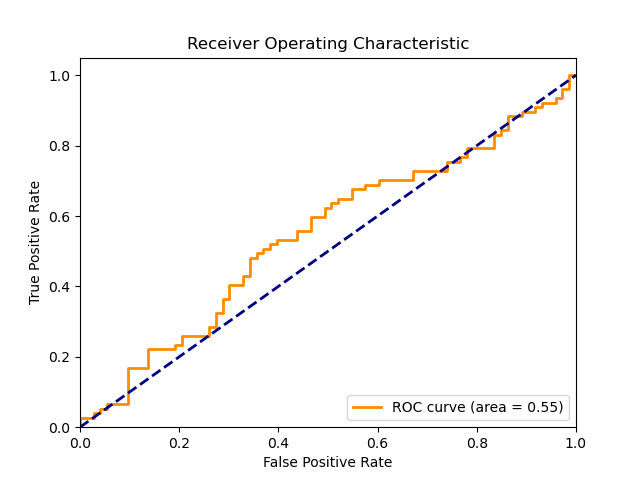 Receiver Operating Characteristic
True Positive Rate
1.0
0.8
0.6
0.4
0.2
0.0
ROC curve (area = 0.55)
0.0 0.2 0.4 0.6 0.8 1.0
False Positive Rate